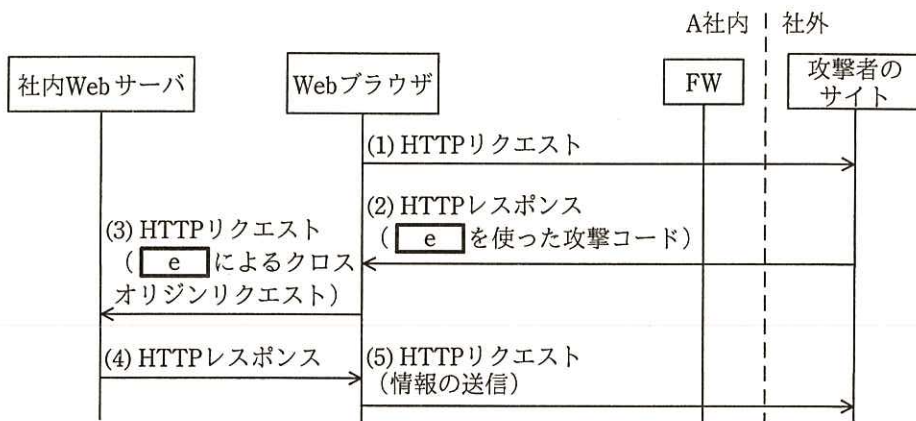 A社内 社外
社内Webサーバ
Webブラウザ
FW
攻撃者の
サイト
(1) HTTPリクエスト
(2) HTTPレスポンス
( e を使った攻撃コード)
(3) HTTPリクエスト
( e によるクロス
オリジンリクエスト)
(4) HTTPレスポンス
(5) HTTPリクエスト
(情報の送信)